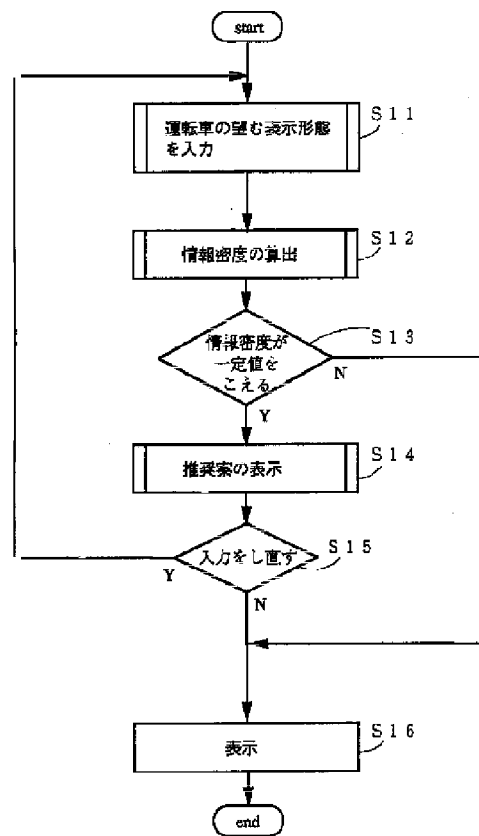 start
運転車の望む表示形態
を入力
S11
情報密度の算出
S12
情報密度が
一定値を
こえる
S13
N
Y
推奨案の表示
S14
入力をし直す
S15
Y
N
表示
S16
end